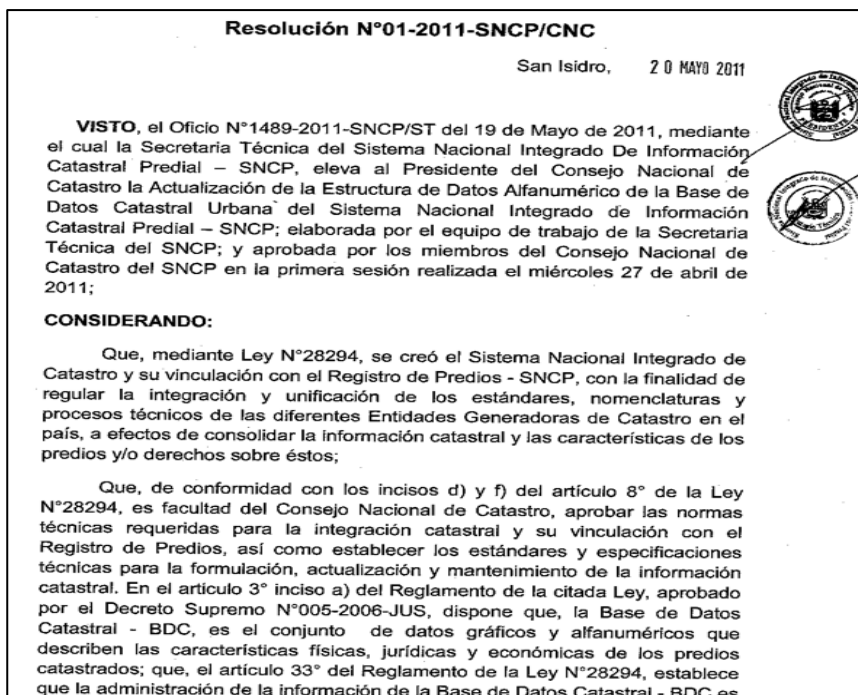 Resolución N°01-2011-SNCP/CNC
San Isidro, 20 MAYO 2011
VISTO, el Oficio N°1489-2011-SNCP/ST del 19 de Mayo de 2011, mediante
el cual la Secretaria Técnica del Sistema Nacional Integrado De Información
Catastral Predial – SNCP, eleva al Presidente del Consejo Nacional de
Catastro la Actualización de la Estructura de Datos Alfanumérico de la Base de
Datos Catastral Urbana del Sistema Nacional Integrado de Información
Catastral Predial – SNCP; elaborada por el equipo de trabajo de la Secretaria
Técnica del SNCP; y aprobada por los miembros del Consejo Nacional de
Catastro del SNCP en la primera sesión realizada el miércoles 27 de abril de
2011;
CONSIDERANDO:
Que, mediante Ley N°28294, se creó el Sistema Nacional Integrado de
Catastro y su vinculación con el Registro de Predios - SNCP, con la finalidad de
regular la integración y unificación de los estándares, nomenclaturas y
procesos técnicos de las diferentes Entidades Generadoras de Catastro en el
país, a efectos de consolidar la información catastral y las características de los
predios y/o derechos sobre éstos;
Que, de conformidad con los incisos d) y f) del artículo 8° de la Ley
N°28294, es facultad del Consejo Nacional de Catastro, aprobar las normas
técnicas requeridas para la integración catastral y su vinculación con el
Registro de Predios, así como establecer los estándares y especificaciones
técnicas para la formulación, actualización y mantenimiento de la información
catastral. En el artículo 3° inciso a) del Reglamento de la citada Ley, aprobado
por el Decreto Supremo N°005-2006-JUS, dispone que, la Base de Datos
Catastral - BDC, es el conjunto de datos gráficos y alfanuméricos que
describen las características físicas, jurídicas y económicas de los predios
catastrados; que, el artículo 33° del Reglamento de la Ley N°28294, establece
que la administración de la información de la Base de Datos Catastral - BDC es